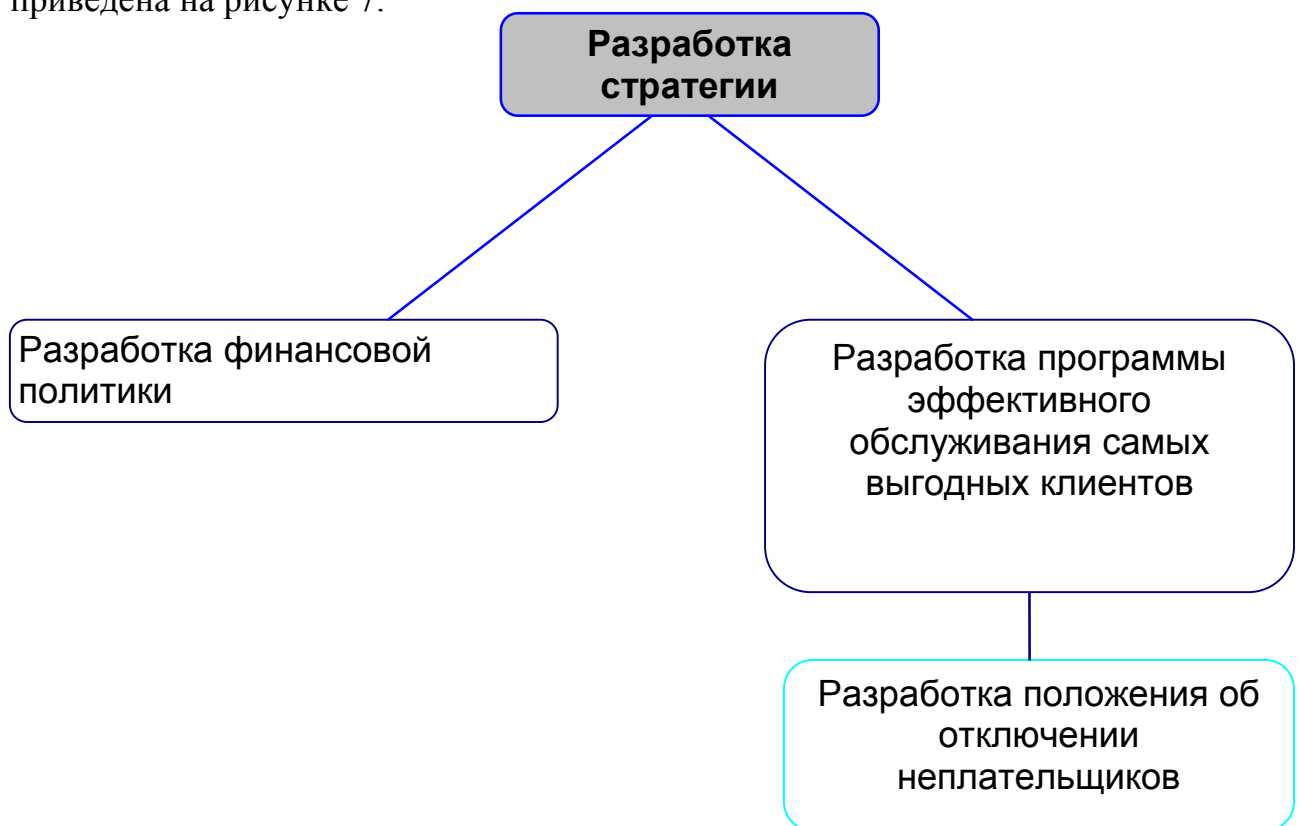 приведена на рисунке 7.
Разработка
стратегии
Разработка финансовой
политики
Разработка программы
эффективного
обслуживания самых
выгодных клиентов
Разработка положения об
отключении
неплательщиков